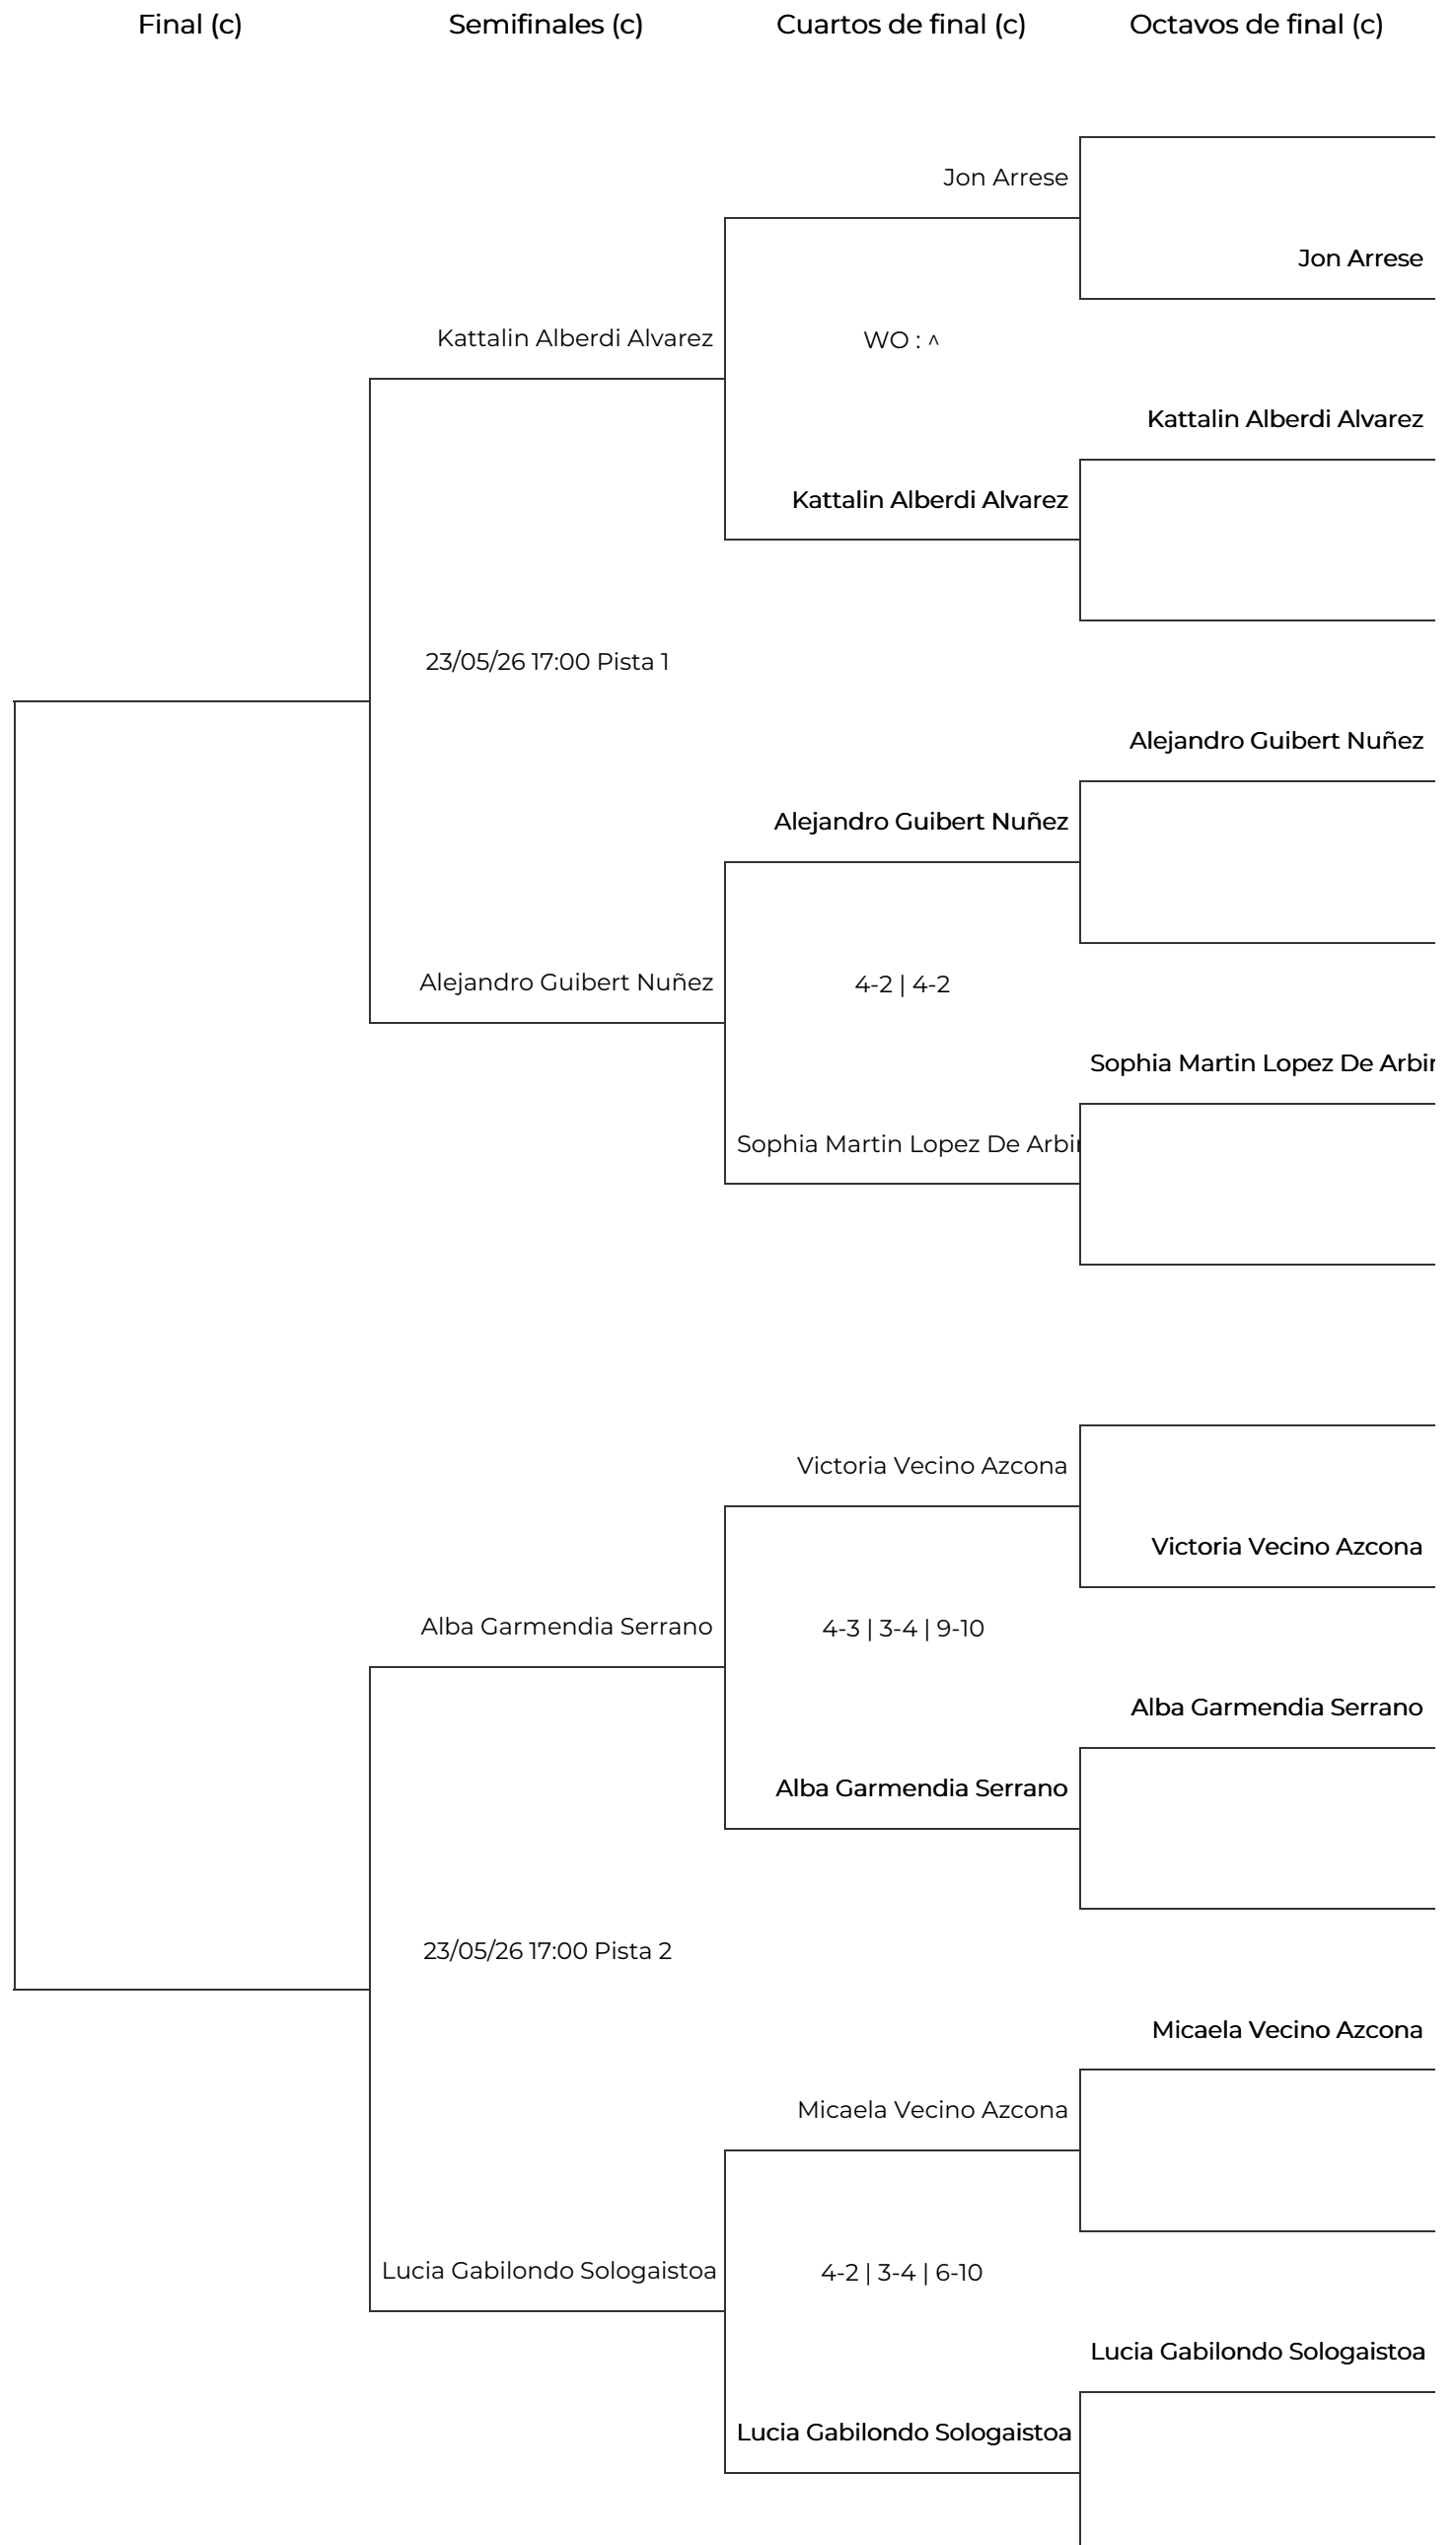 Final (c)
Semifinales (c)
Cuartos de final (c)
Octavos de final (c)
Jon Arrese
Jon Arrese
Kattalin Alberdi Alvarez
WO : ^
Kattalin Alberdi Alvarez
Kattalin Alberdi Alvarez
23/05/26 17:00 Pista 1
Alejandro Guibert Nuñez
Alejandro Guibert Nuñez
Alejandro Guibert Nuñez
4-2 | 4-2
Sophia Martin Lopez De
Sophia Martin Lopez De
Victoria Vecino Azcona
Victoria Vecino Azcona
Alba Garmendia Serrano
4-3 | 3-4 | 9-10
Alba Garmendia Serrano
Alba Garmendia Serrano
23/05/26 17:00 Pista 2
Micaela Vecino Azcona
Micaela Vecino Azcona
Lucia Gabilondo Sologaistoa
4-2 | 3-4 | 6-10
Lucia Gabilondo Sologaistoa
Lucia Gabilondo Sologaistoa